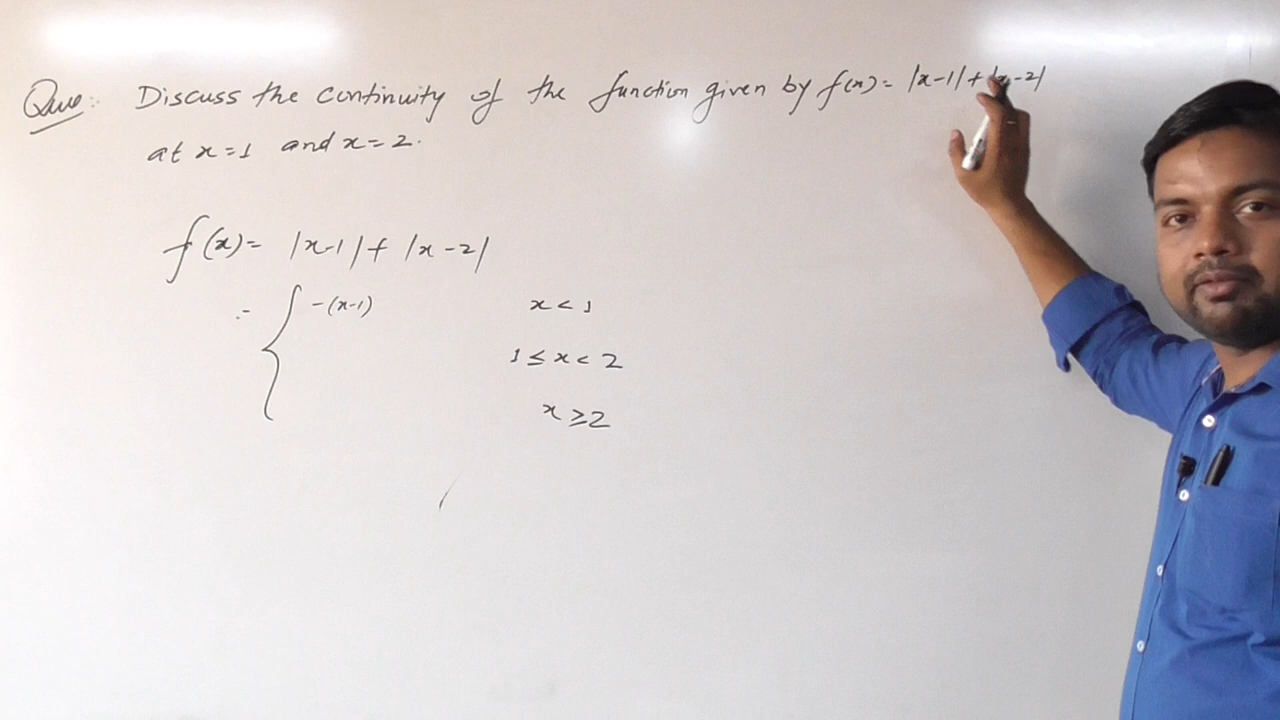 Que: Discuss the continuity of the function given by f(x) = |x-1| + |x-2|
at x=1 and x=2.
f(x) = |x-1| + |x-2|
= { -(x-1) x < 1
1 ≤ x < 2
x ≥ 2